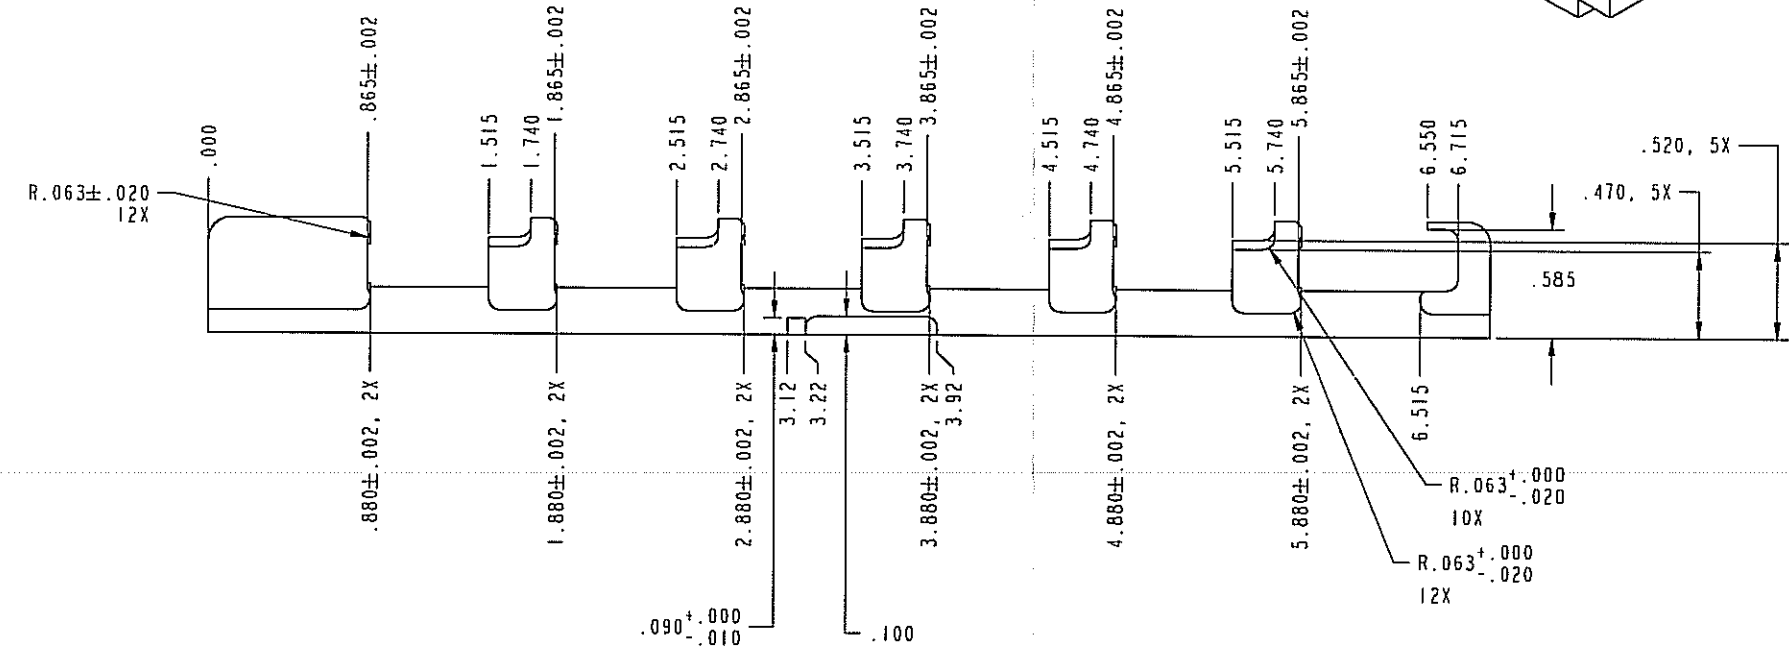 .000
.865±.002
1.515
1.740
1.865±.002
2.515
2.740
2.865±.002
3.515
3.740
3.865±.002
4.515
4.740
4.865±.002
5.515
5.740
5.865±.002
6.550
6.715
.520, 5X
.470, 5X
R.063±.020
12X
.585
.880±.002, 2X
1.880±.002, 2X
2.880±.002, 2X
3.12
3.22
3.880±.002, 2X
3.92
4.880±.002, 2X
5.880±.002, 2X
6.515
R.063+.000
-.020
10X
R.063+.000
-.020
12X
.090+.000
-.010
.100